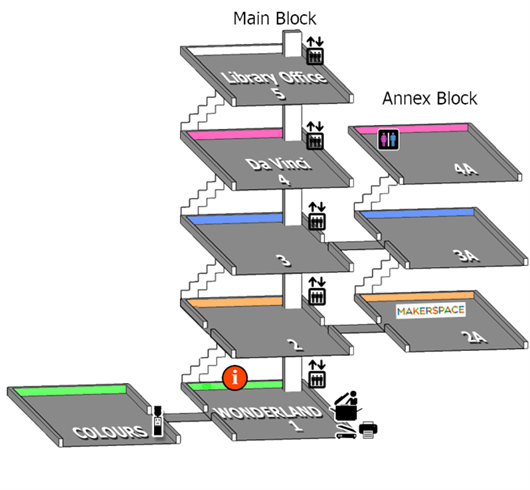 Main Block
Library Office
5
Annex Block
Da Vinci
4
4A
3
3A
MAKERSPACE
2
2A
i
WONDERLAND
1
COLOURS